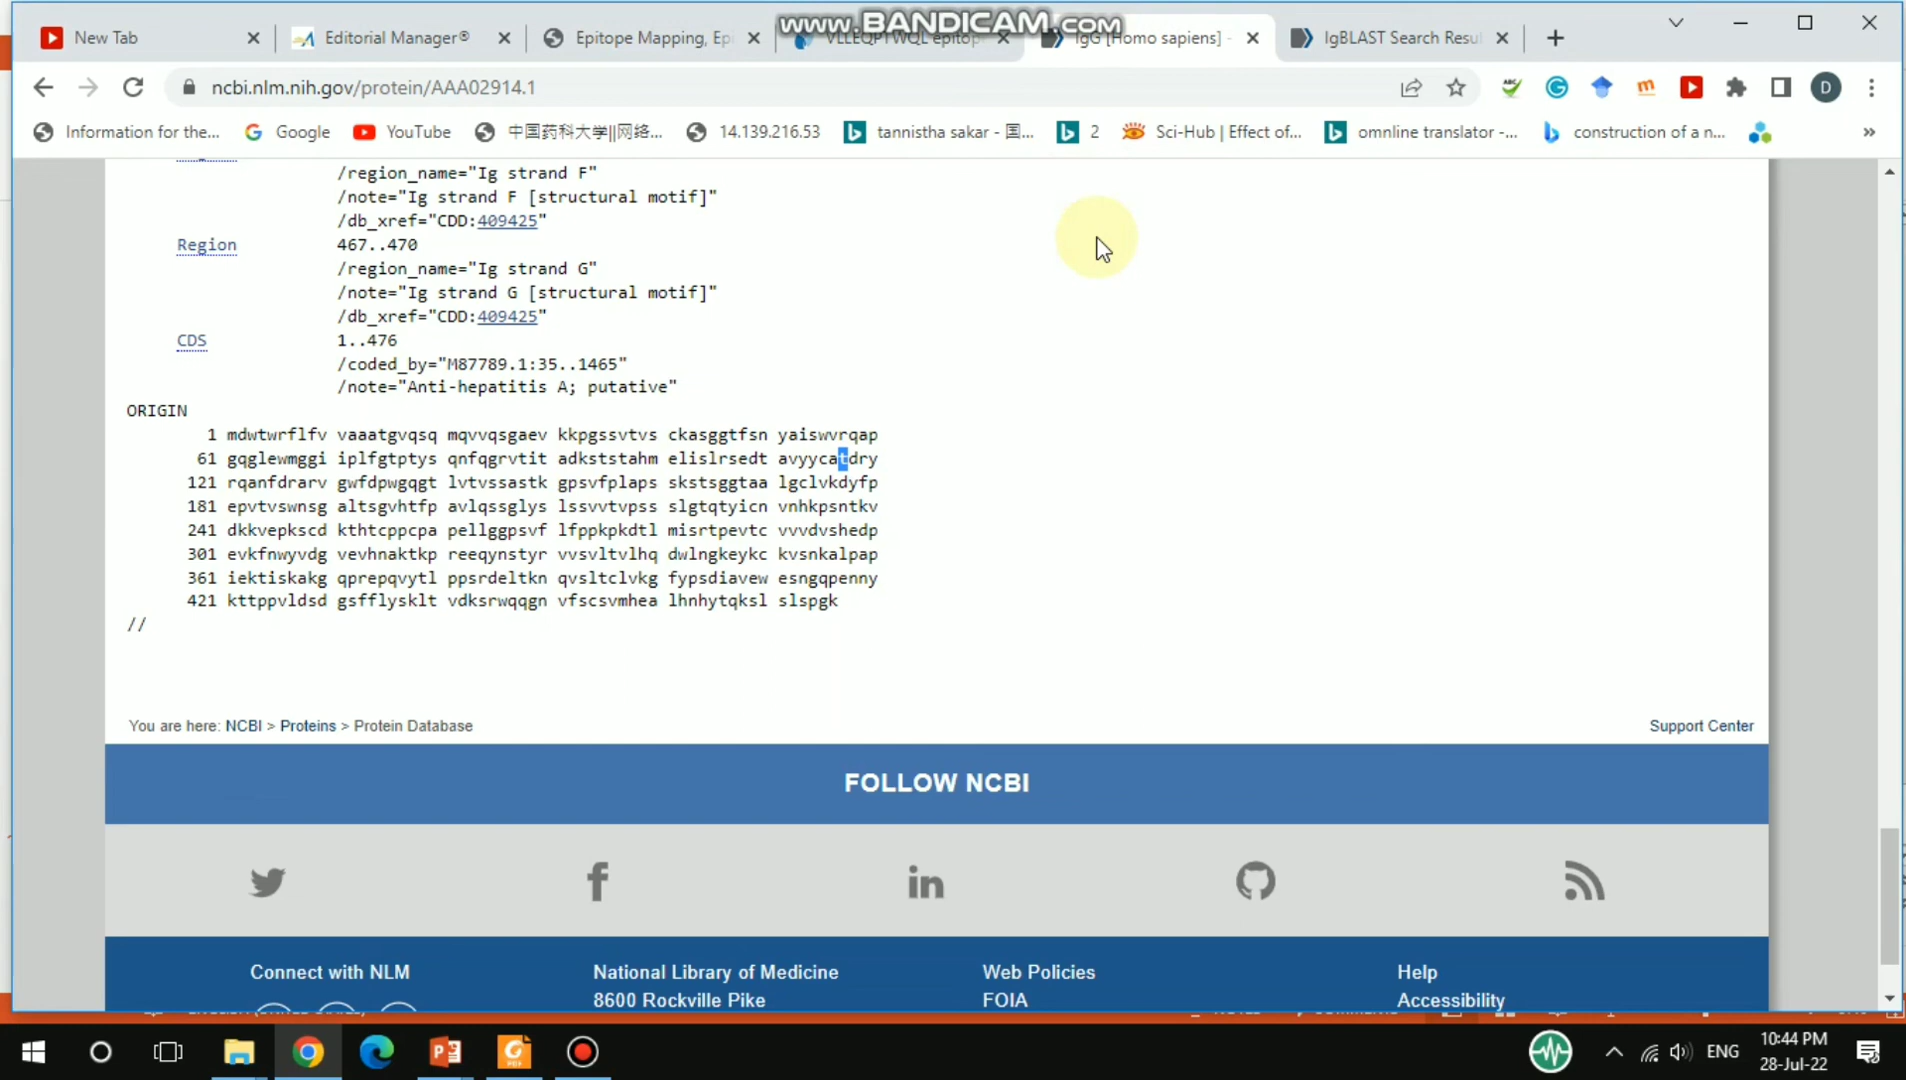 www.BANDICAM.com
New Tab
Editorial Manager®
Epitope Mapping, Epi
VLLEQPTWQL epitop
IgG [Homo sapiens] -
IgBLAST Search Resu
ncbi.nlm.nih.gov/protein/AAA02914.1
D
Information for the...
Google
YouTube
中国药科大学||网络...
14.139.216.53
tannistha sakar - 国...
2
Sci-Hub | Effect of...
omnline translator -...
construction of a n...
/region_name="Ig strand F"
/note="Ig strand F [structural motif]"
/db_xref="CDD:409425"
Region 467..470
/region_name="Ig strand G"
/note="Ig strand G [structural motif]"
/db_xref="CDD:409425"
CDS 1..476
/coded_by="M87789.1:35..1465"
/note="Anti-hepatitis A; putative"
ORIGIN
1 mdwtwrflfv vaaatgvqsq mqvvqsgaev kkpgssvtvs ckasggtfsn yaiswvrqap
61 gqglewmggi iplfgtptys qnfqgrvtit adkststahm elislrsedt avyycatdry
121 rqanfdrarv gwfdpwgqgt lvtvssastk gpsvfplaps skstsggtaa lgclvkdyfp
181 epvtvswnsg altsgvhtfp avlqssglys lssvvtvpss slgtqtyicn vnhkpsntkv
241 dkkvepkscd kthtcppcpa pellggpsvf lfppkpkdtl misrtpevtc vvvdvshedp
301 evkfnwyvdg vevhnaktkp reeqynstyr vvsvltvlhq dwlngkeykc kvsnkalpap
361 iektiskakg qprepqvytl ppsrdeltkn qvsltclvkg fypsdiavew esngqpenny
421 kttppvldsd gsfflysklt vdksrwqqgn vfscsvmhea lhnhytqksl slspgk
//
You are here: NCBI > Proteins > Protein Database
Support Center
FOLLOW NCBI
Connect with NLM
National Library of Medicine
8600 Rockville Pike
Web Policies
FOIA
Help
Accessibility
ENG
10:44 PM
28-Jul-22